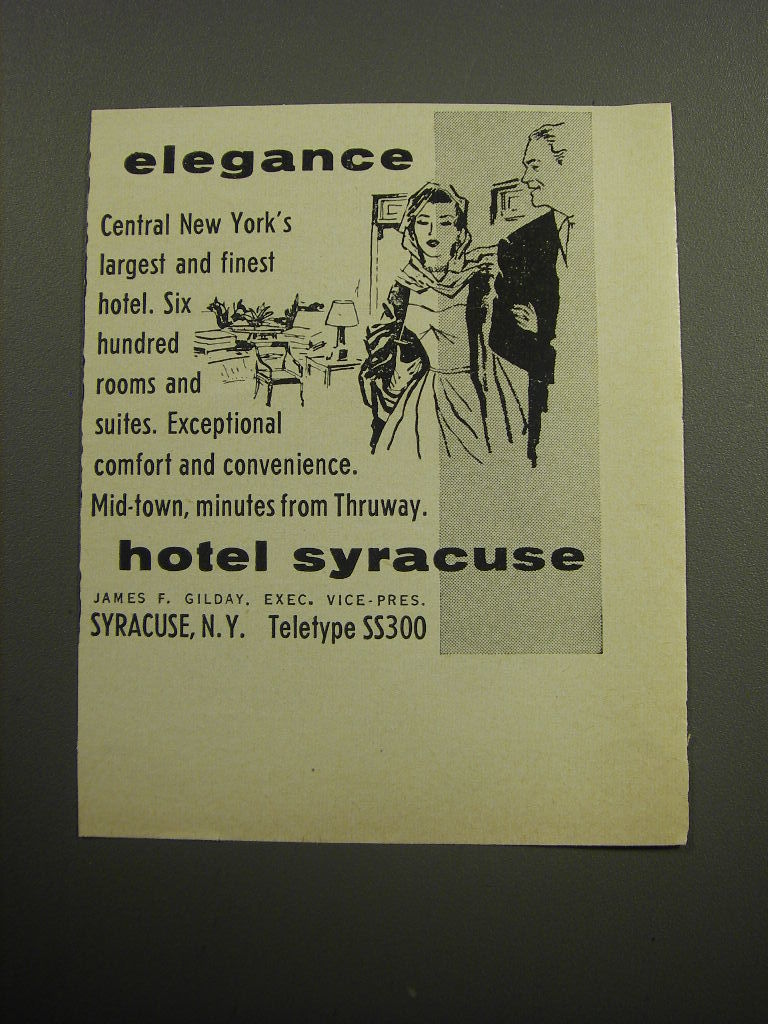 elegance
Central New York's
largest and finest
hotel. Six
hundred
rooms and
suites. Exceptional
comfort and convenience.
Mid-town, minutes from Thruway.
hotel syracuse
JAMES F. GILDAY, EXEC. VICE-PRES.
SYRACUSE, N.Y. Teletype SS300